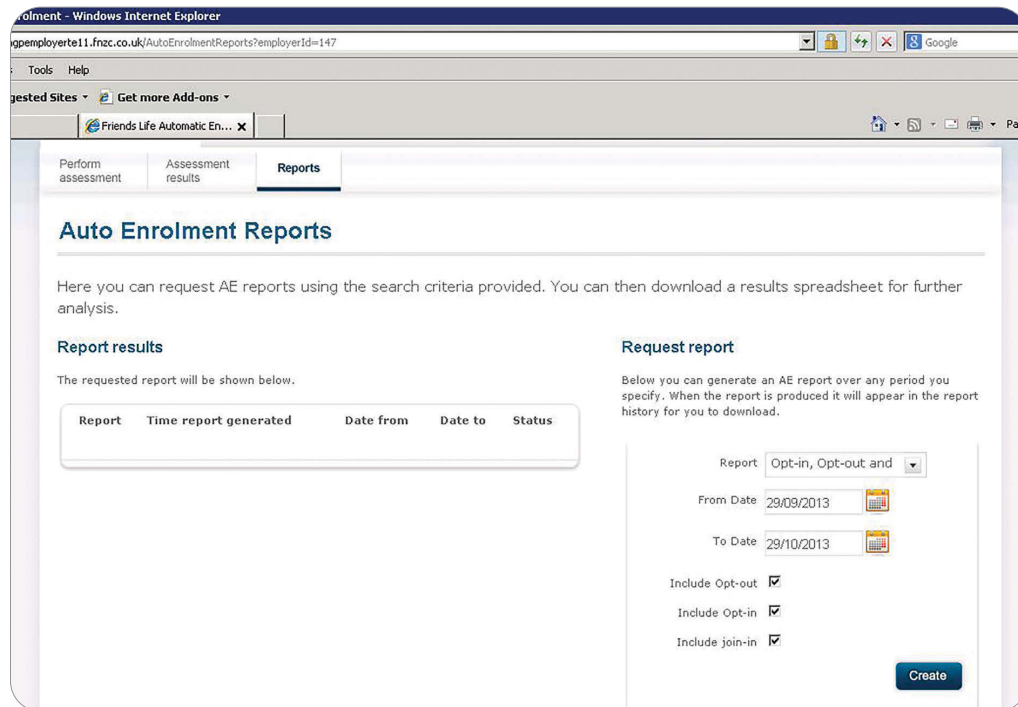 rolment - Windows Internet Explorer
gpemployerte11.fnzc.co.uk/AutoEnrolmentReports?employerId=147
Google
Tools Help
gested Sites Get more Add-ons
Friends Life Automatic En... x
Pa
Perform assessment
Assessment results
Reports
Auto Enrolment Reports
Here you can request AE reports using the search criteria provided. You can then download a results spreadsheet for further
analysis.
Report results
The requested report will be shown below.
Report Time report generated Date from Date to Status
Request report
Below you can generate an AE report over any period you
specify. When the report is produced it will appear in the report
history for you to download.
Report Opt-in, Opt-out and
From Date 29/09/2013
To Date 29/10/2013
Include Opt-out
Include Opt-in
Include join-in
Create